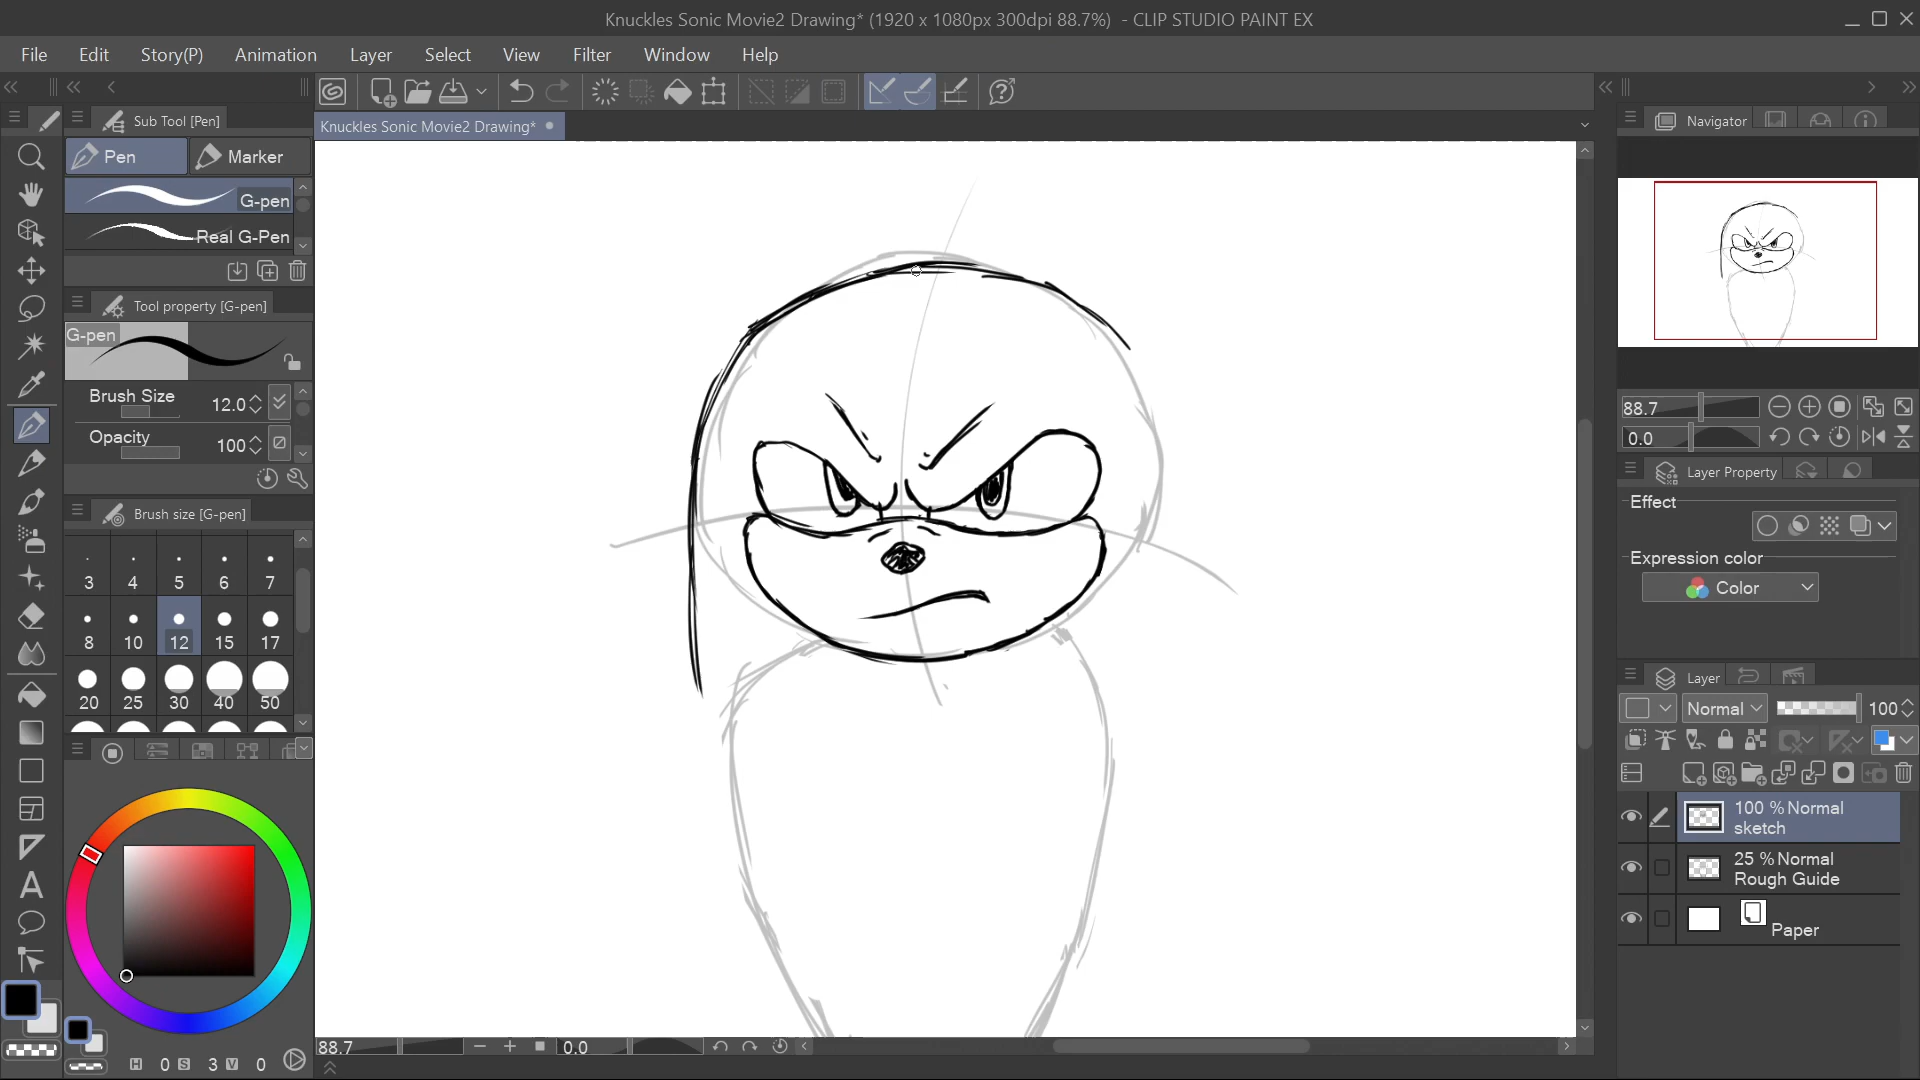 Knuckles Sonic Movie2 Drawing* (1920 x 1080px 300dpi 88.7%) - CLIP STUDIO PAINT EX
File Edit Story(P) Animation Layer Select View Filter Window Help
Sub Tool [Pen]
Knuckles Sonic Movie2 Drawing*
Navigator
Pen Marker
G-pen
Real G-Pen
Tool property [G-pen]
G-pen
Brush Size 12.0
Opacity 100
88.7
0.0
Layer Property
Effect
Expression color
Color
Brush size [G-pen]
3 4 5 6 7
8 10 12 15 17
20 25 30 40 50
Layer
Normal 100
100 % Normal
sketch
25 % Normal
Rough Guide
Paper
88.7 0.0
H 0 S 3 V 0